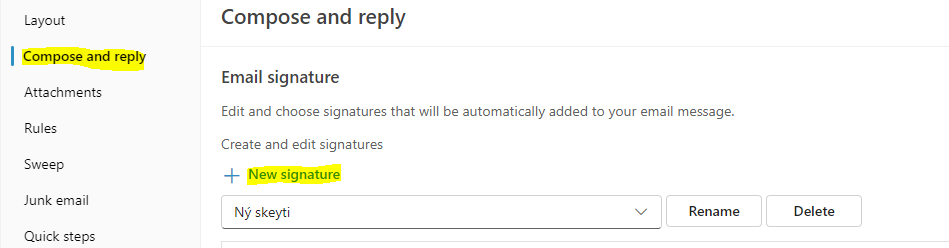 Layout
Compose and reply
Attachments
Rules
Sweep
Junk email
Quick steps
Compose and reply
Email signature
Edit and choose signatures that will be automatically added to your email message.
Create and edit signatures
+ New signature
Ný skeyti
Rename
Delete